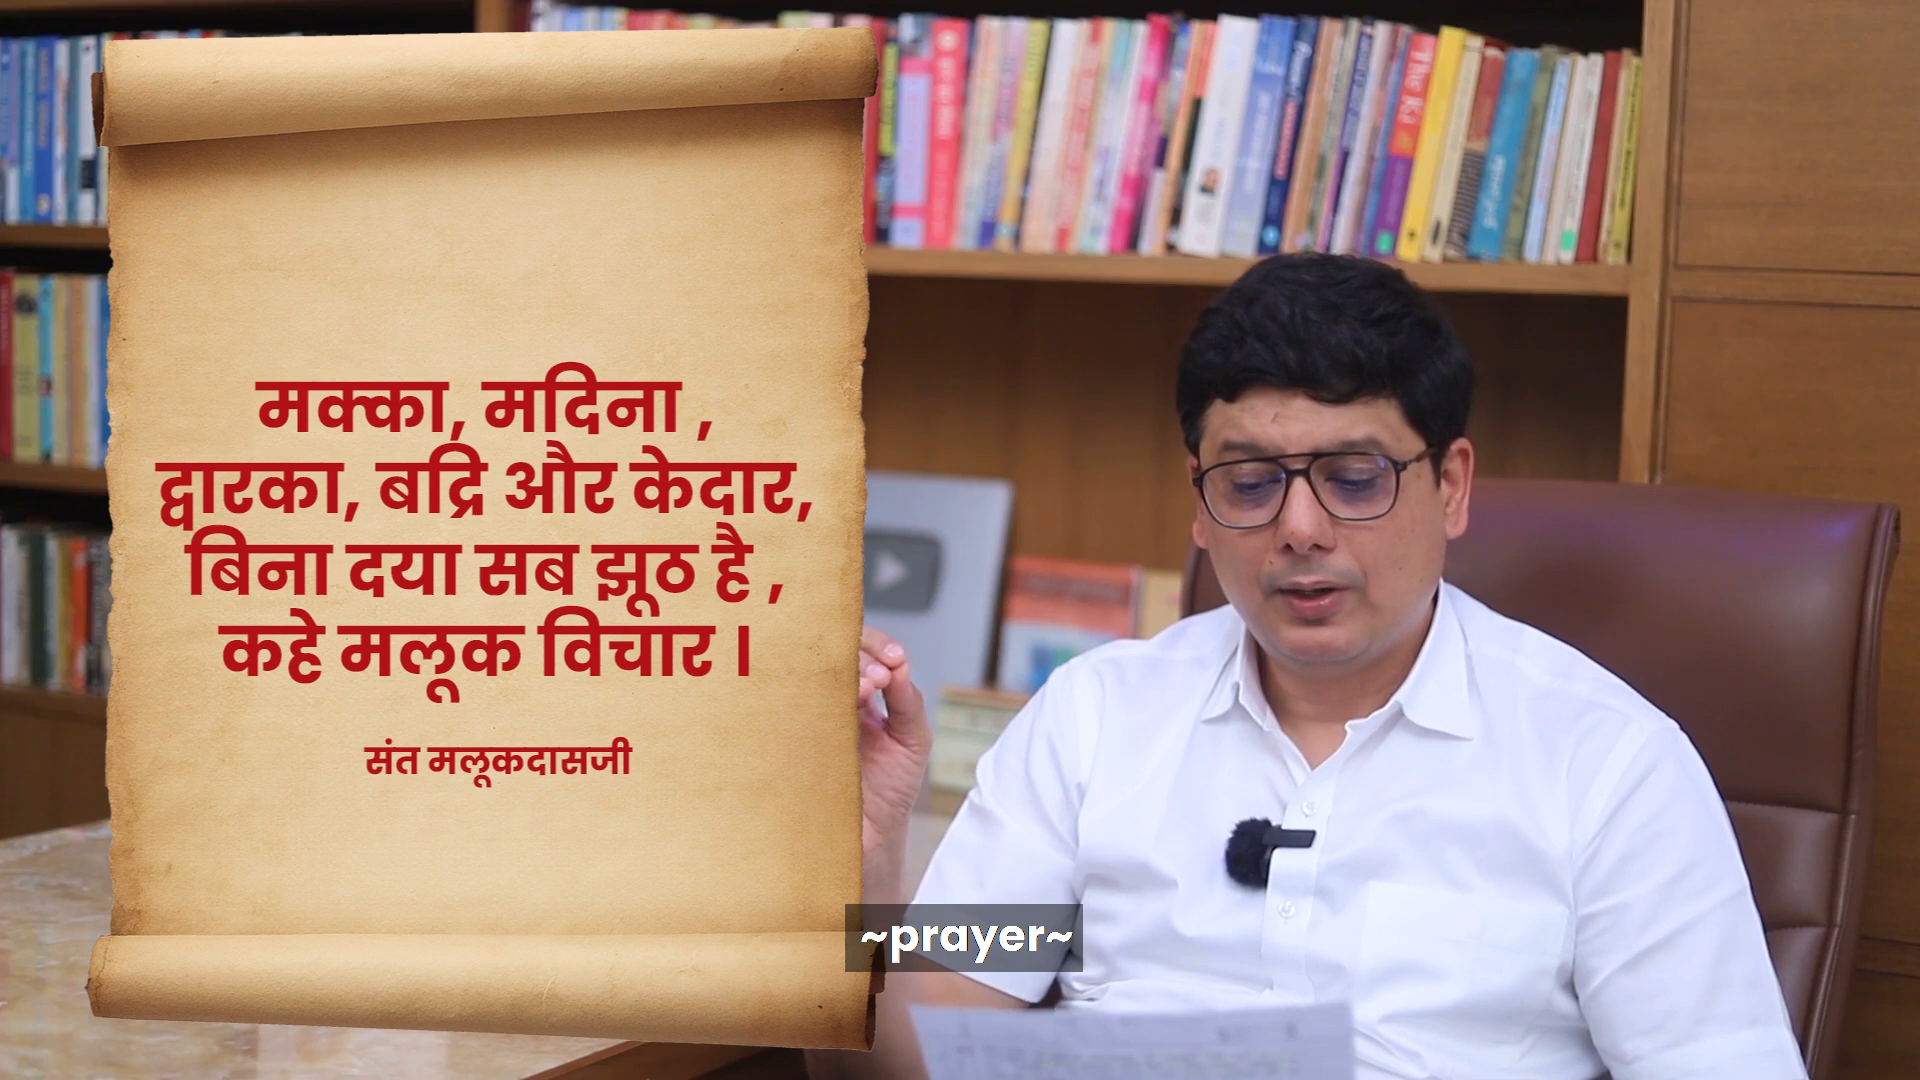 मक्का, मदिना ,
द्वारका, बद्रि और केदार,
बिना दया सब झूठ है ,
कहे मलूक विचार ।
संत मलूकदासजी
~prayer~